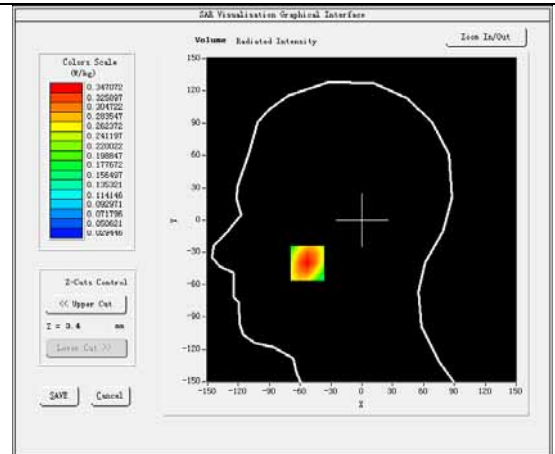 SAR Visualisation Graphical Interface
Volume Radiated Intensity
Zoom In/Out
Colors Scale
(W/kg)
0.347072
0.325897
0.304722
0.283547
0.262372
0.241197
0.220022
0.198847
0.177672
0.156497
0.135321
0.114146
0.092971
0.071796
0.050621
0.029446
Z-Cuts Control
<< Upper Cut
Z = 3.4 mm
Lower Cut >>
SAVE
Cancel
150
120
90
60
30
0
-30
-60
-90
-120
-150
Y
-150 -120 -90 -60 -30 0 30 60 90 120 150
X